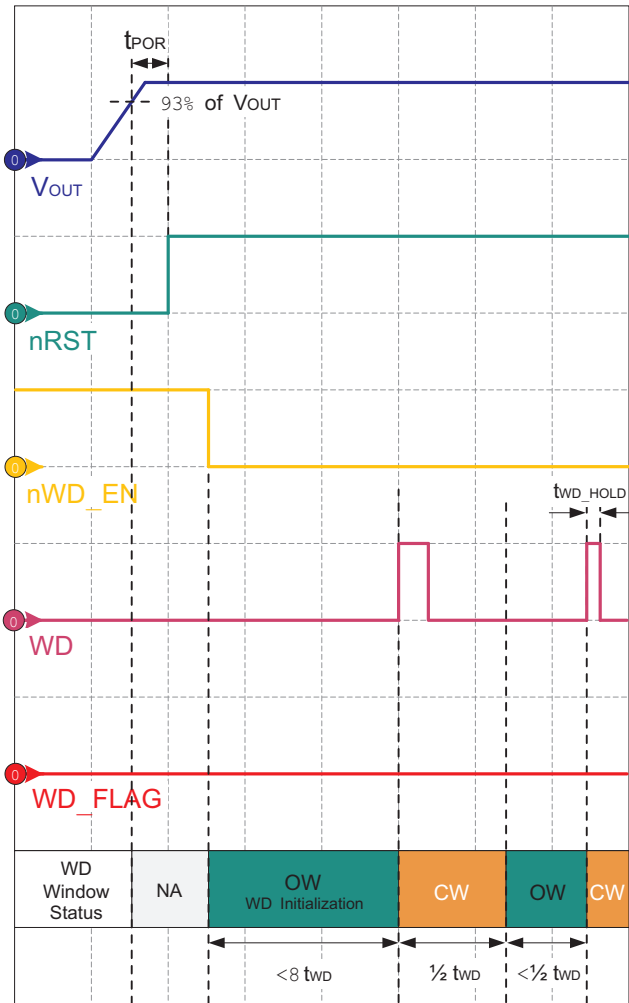 tPOR
93% of VOUT
0
VOUT
0
nRST
0
nWD_EN
tWD_HOLD
0
WD
0
WD_FLAG
WD
Window
Status
NA
OW
WD Initialization
CW
OW
CW
<8 tWD
½ tWD
<½ tWD